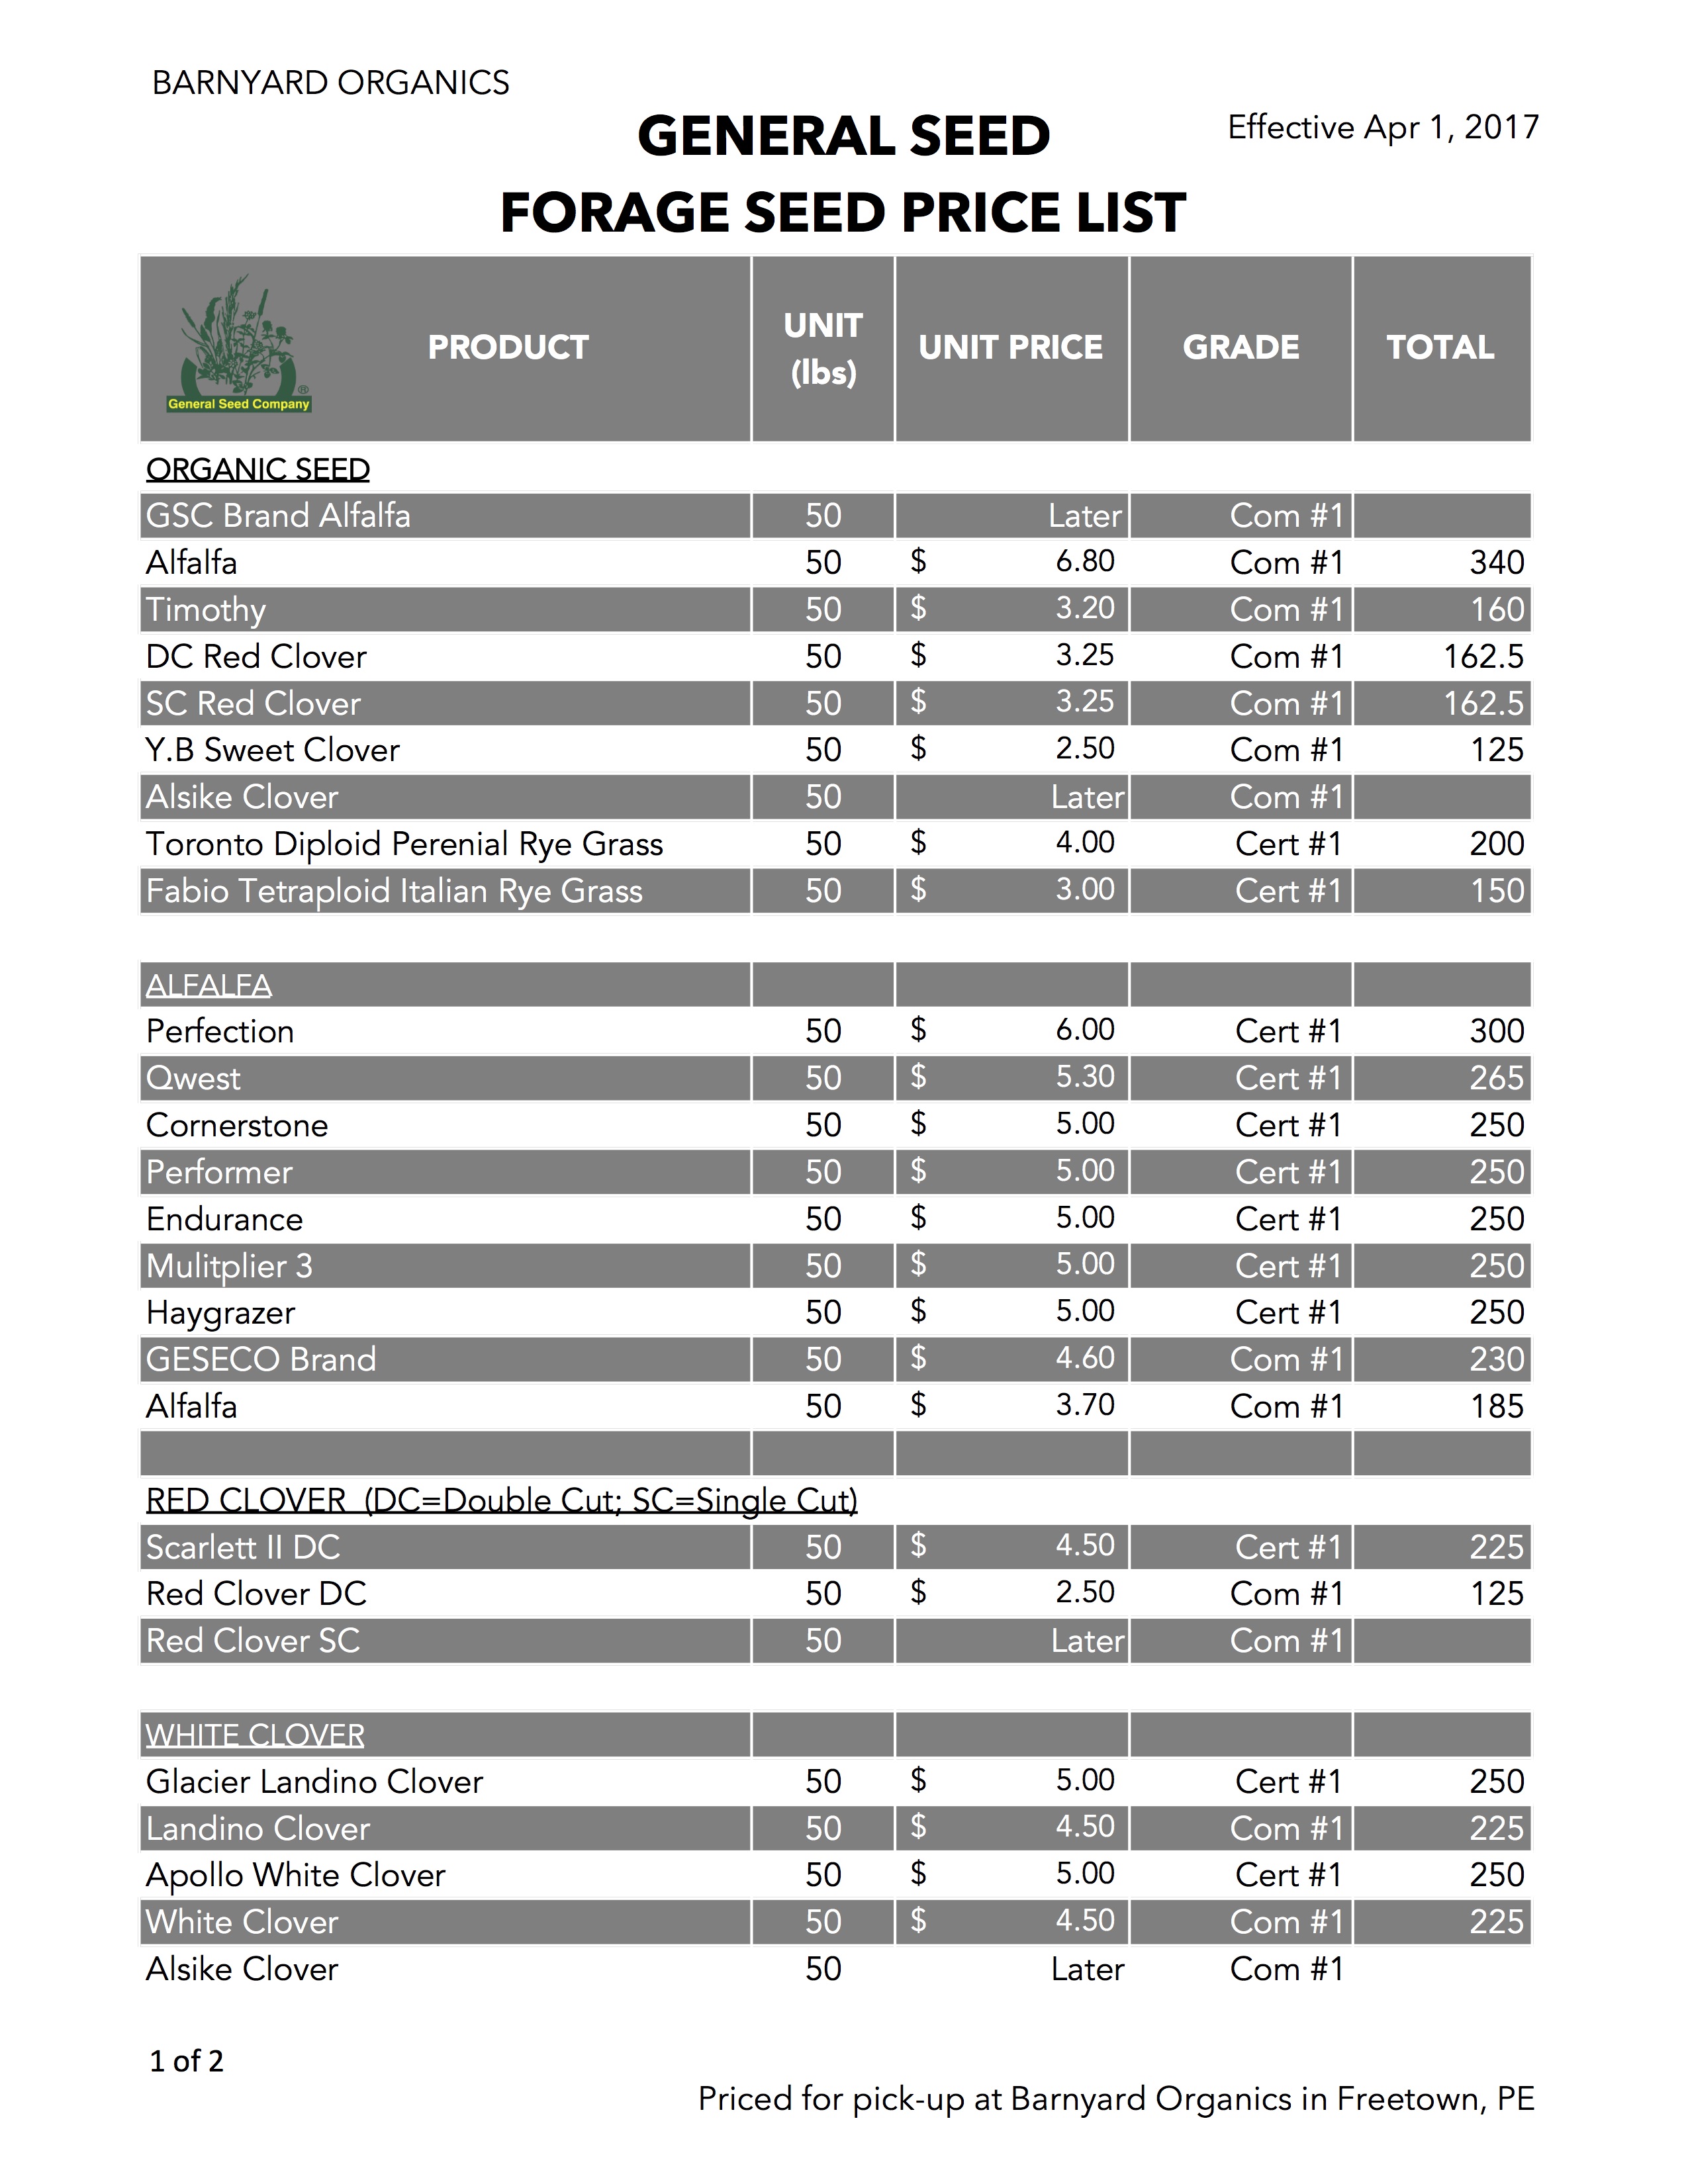 BARNYARD ORGANICS
GENERAL SEED
Effective Apr 1, 2017
FORAGE SEED PRICE LIST
General Seed Company ®
PRODUCT UNIT (lbs) UNIT PRICE GRADE TOTAL
ORGANIC SEED
GSC Brand Alfalfa 50 Later Com #1
Alfalfa 50 $ 6.80 Com #1 340
Timothy 50 $ 3.20 Com #1 160
DC Red Clover 50 $ 3.25 Com #1 162.5
SC Red Clover 50 $ 3.25 Com #1 162.5
Y.B Sweet Clover 50 $ 2.50 Com #1 125
Alsike Clover 50 Later Com #1
Toronto Diploid Perenial Rye Grass 50 $ 4.00 Cert #1 200
Fabio Tetraploid Italian Rye Grass 50 $ 3.00 Cert #1 150
ALFALFA
Perfection 50 $ 6.00 Cert #1 300
Qwest 50 $ 5.30 Cert #1 265
Cornerstone 50 $ 5.00 Cert #1 250
Performer 50 $ 5.00 Cert #1 250
Endurance 50 $ 5.00 Cert #1 250
Mulitplier 3 50 $ 5.00 Cert #1 250
Haygrazer 50 $ 5.00 Cert #1 250
GESECO Brand 50 $ 4.60 Com #1 230
Alfalfa 50 $ 3.70 Com #1 185
RED CLOVER (DC=Double Cut; SC=Single Cut)
Scarlett II DC 50 $ 4.50 Cert #1 225
Red Clover DC 50 $ 2.50 Com #1 125
Red Clover SC 50 Later Com #1
WHITE CLOVER
Glacier Landino Clover 50 $ 5.00 Cert #1 250
Landino Clover 50 $ 4.50 Com #1 225
Apollo White Clover 50 $ 5.00 Cert #1 250
White Clover 50 $ 4.50 Com #1 225
Alsike Clover 50 Later Com #1
1 of 2
Priced for pick-up at Barnyard Organics in Freetown, PE